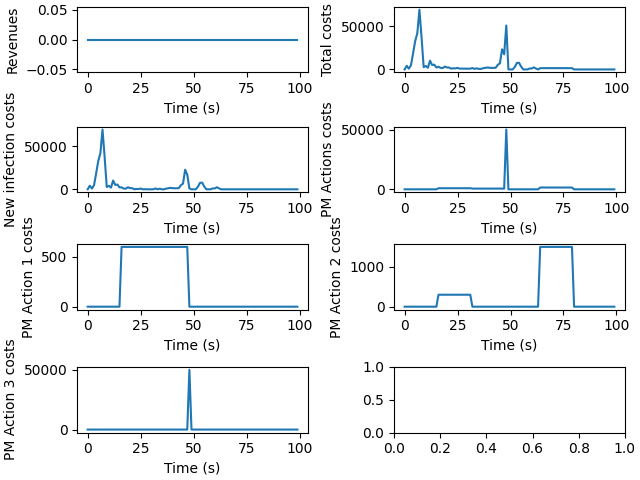 Revenues
0.05
0.00
−0.05
0 25 50 75 100
Time (s)
Total costs
50000
0
0 25 50 75 100
Time (s)
New infection costs
50000
0
0 25 50 75 100
Time (s)
PM Actions costs
50000
0
0 25 50 75 100
Time (s)
PM Action 1 costs
500
0
0 25 50 75 100
Time (s)
PM Action 2 costs
1000
0
0 25 50 75 100
Time (s)
PM Action 3 costs
50000
0
0 25 50 75 100
Time (s)
1.0
0.5
0.0
0.0 0.2 0.4 0.6 0.8 1.0